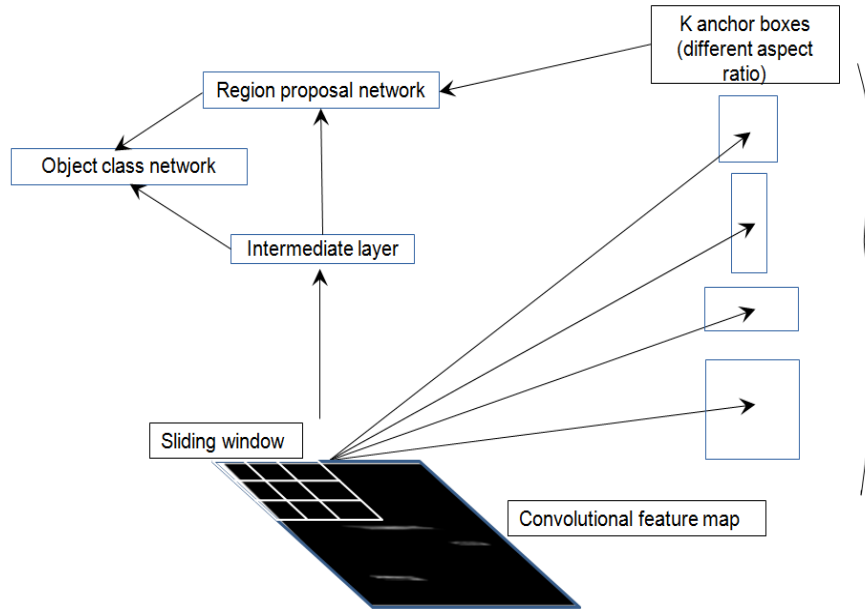 K anchor boxes
(different aspect
ratio)
Region proposal network
Object class network
Intermediate layer
Sliding window
Convolutional feature map